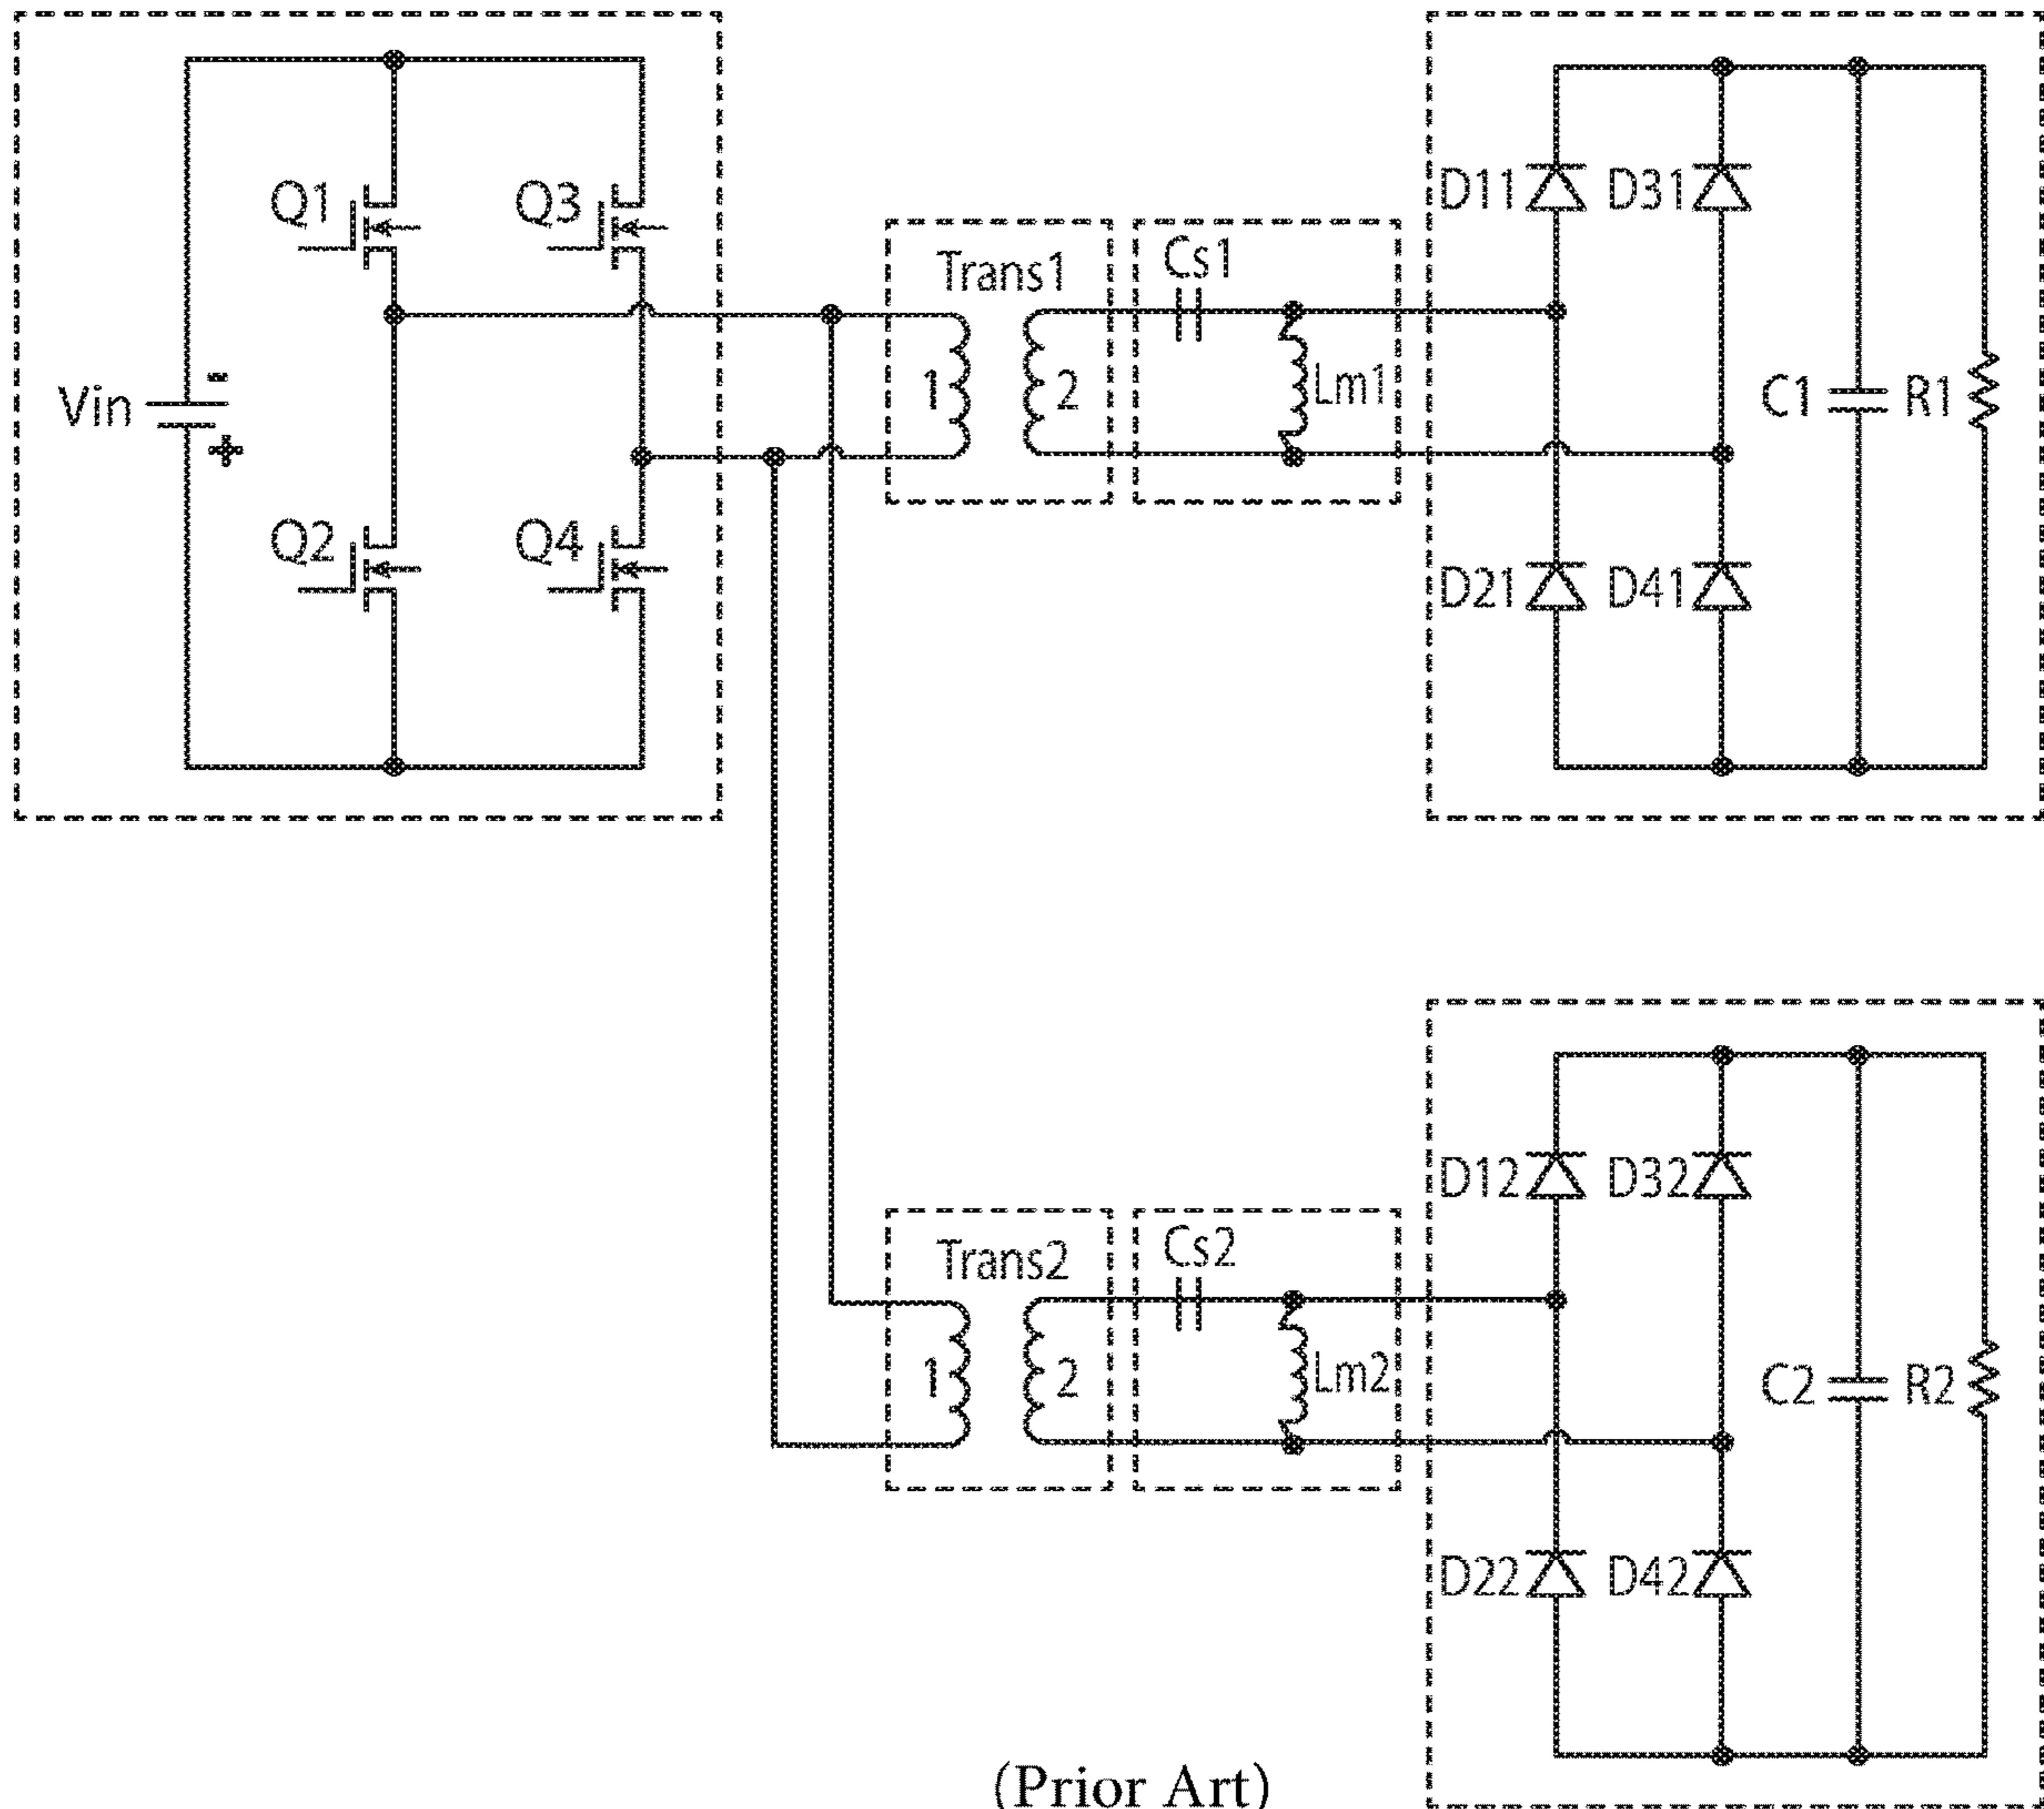 Vin
-
+
Q1
Q3
Q2
Q4
Trans1
1
2
Cs1
Lm1
D11
D31
D21
D41
C1
R1
Trans2
1
2
Cs2
Lm2
D12
D32
D22
D42
C2
R2
(Prior Art)